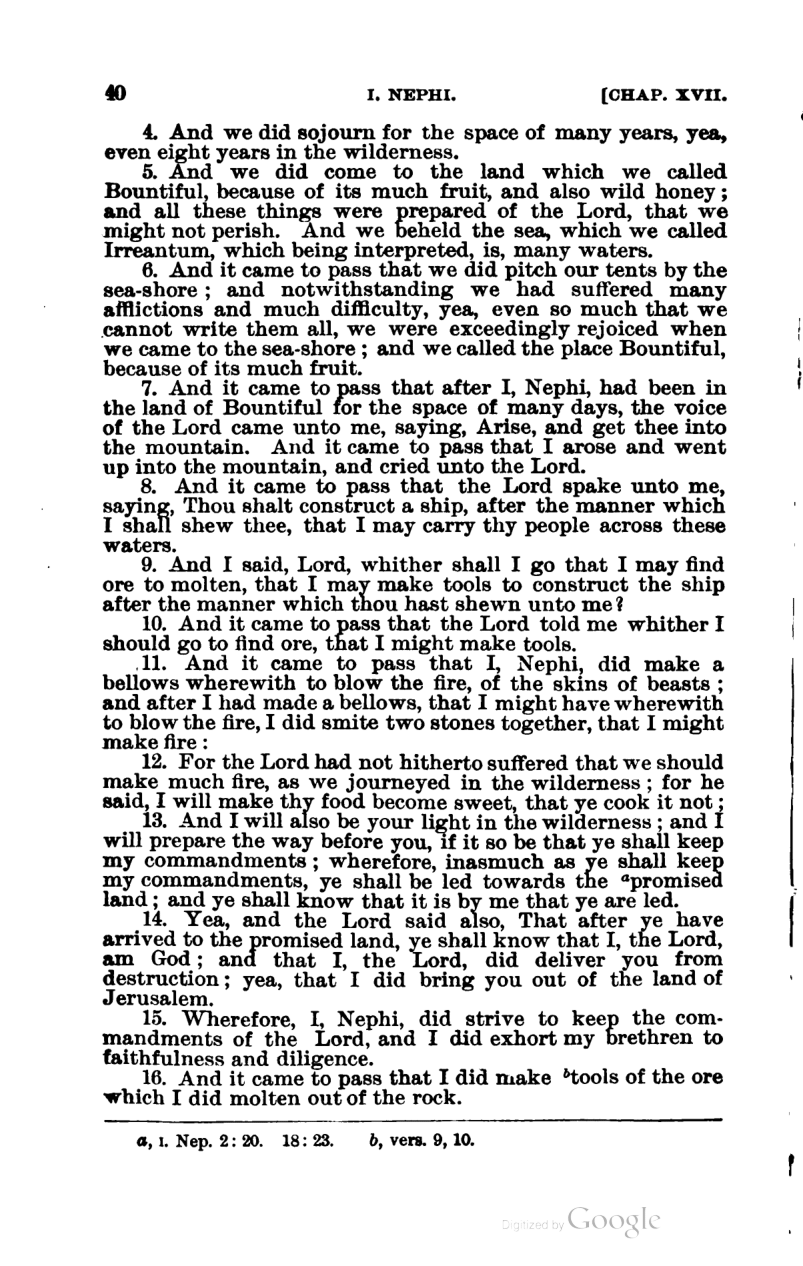 40 I. NEPHI. [CHAP. XVII.
4. And we did sojourn for the space of many years, yea,
even eight years in the wilderness.
5. And we did come to the land which we called
Bountiful, because of its much fruit, and also wild honey;
and all these things were prepared of the Lord, that we
might not perish. And we beheld the sea, which we called
Irreantum, which being interpreted, is, many waters.
6. And it came to pass that we did pitch our tents by the
sea-shore; and notwithstanding we had suffered many
afflictions and much difficulty, yea, even so much that we
cannot write them all, we were exceedingly rejoiced when
we came to the sea-shore; and we called the place Bountiful,
because of its much fruit.
7. And it came to pass that after I, Nephi, had been in
the land of Bountiful for the space of many days, the voice
of the Lord came unto me, saying, Arise, and get thee into
the mountain. And it came to pass that I arose and went
up into the mountain, and cried unto the Lord.
8. And it came to pass that the Lord spake unto me,
saying, Thou shalt construct a ship, after the manner which
I shall shew thee, that I may carry thy people across these
waters.
9. And I said, Lord, whither shall I go that I may find
ore to molten, that I may make tools to construct the ship
after the manner which thou hast shewn unto me?
10. And it came to pass that the Lord told me whither I
should go to find ore, that I might make tools.
11. And it came to pass that I, Nephi, did make a
bellows wherewith to blow the fire, of the skins of beasts;
and after I had made a bellows, that I might have wherewith
to blow the fire, I did smite two stones together, that I might
make fire:
12. For the Lord had not hitherto suffered that we should
make much fire, as we journeyed in the wilderness; for he
said, I will make thy food become sweet, that ye cook it not;
13. And I will also be your light in the wilderness; and I
will prepare the way before you, if it so be that ye shall keep
my commandments; wherefore, inasmuch as ye shall keep
my commandments, ye shall be led towards the ᵃpromised
land; and ye shall know that it is by me that ye are led.
14. Yea, and the Lord said also, That after ye have
arrived to the promised land, ye shall know that I, the Lord,
am God; and that I, the Lord, did deliver you from
destruction; yea, that I did bring you out of the land of
Jerusalem.
15. Wherefore, I, Nephi, did strive to keep the com-
mandments of the Lord, and I did exhort my brethren to
faithfulness and diligence.
16. And it came to pass that I did make ᵇtools of the ore
which I did molten out of the rock.
a, I. Nep. 2: 20. 18: 23. b, vers. 9, 10.
Digitized by Google